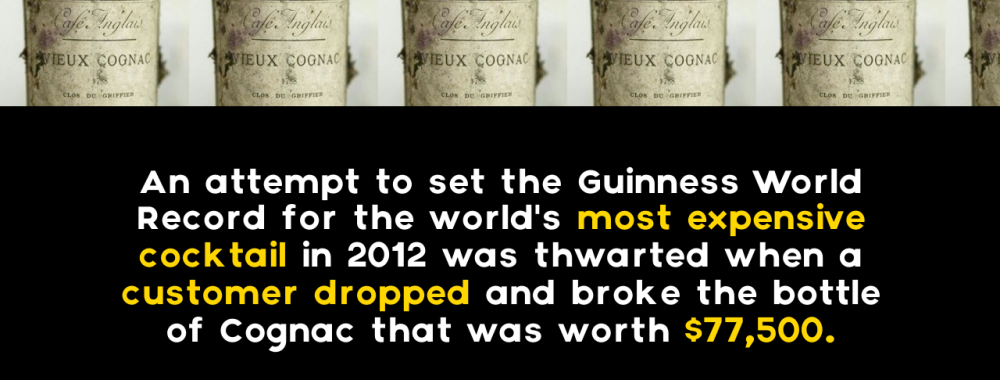 Café Anglais Café Anglais Café Anglais Café Anglais Café Anglais
VIEUX COGNAC VIEUX COGNAC VIEUX COGNAC VIEUX COGNAC VIEUX COGNAC
CLOS DU GRIFFIER CLOS DU GRIFFIER CLOS DU GRIFFIER CLOS DU GRIFFIER CLOS DU GRIFFIER
An attempt to set the Guinness World
Record for the world's most expensive
cocktail in 2012 was thwarted when a
customer dropped and broke the bottle
of Cognac that was worth $77,500.